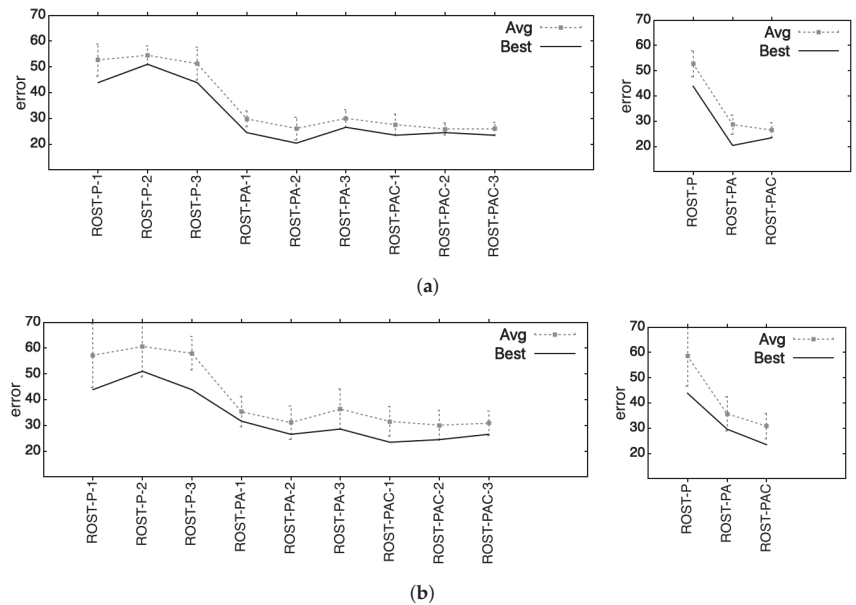 70
60
50
40
30
20
error
Avg
Best
ROST-P-1
ROST-P-2
ROST-P-3
ROST-PA-1
ROST-PA-2
ROST-PA-3
ROST-PAC-1
ROST-PAC-2
ROST-PAC-3
70
60
50
40
30
20
error
Avg
Best
ROST-P
ROST-PA
ROST-PAC
(a)
70
60
50
40
30
20
error
Avg
Best
ROST-P-1
ROST-P-2
ROST-P-3
ROST-PA-1
ROST-PA-2
ROST-PA-3
ROST-PAC-1
ROST-PAC-2
ROST-PAC-3
70
60
50
40
30
20
error
Avg
Best
ROST-P
ROST-PA
ROST-PAC
(b)